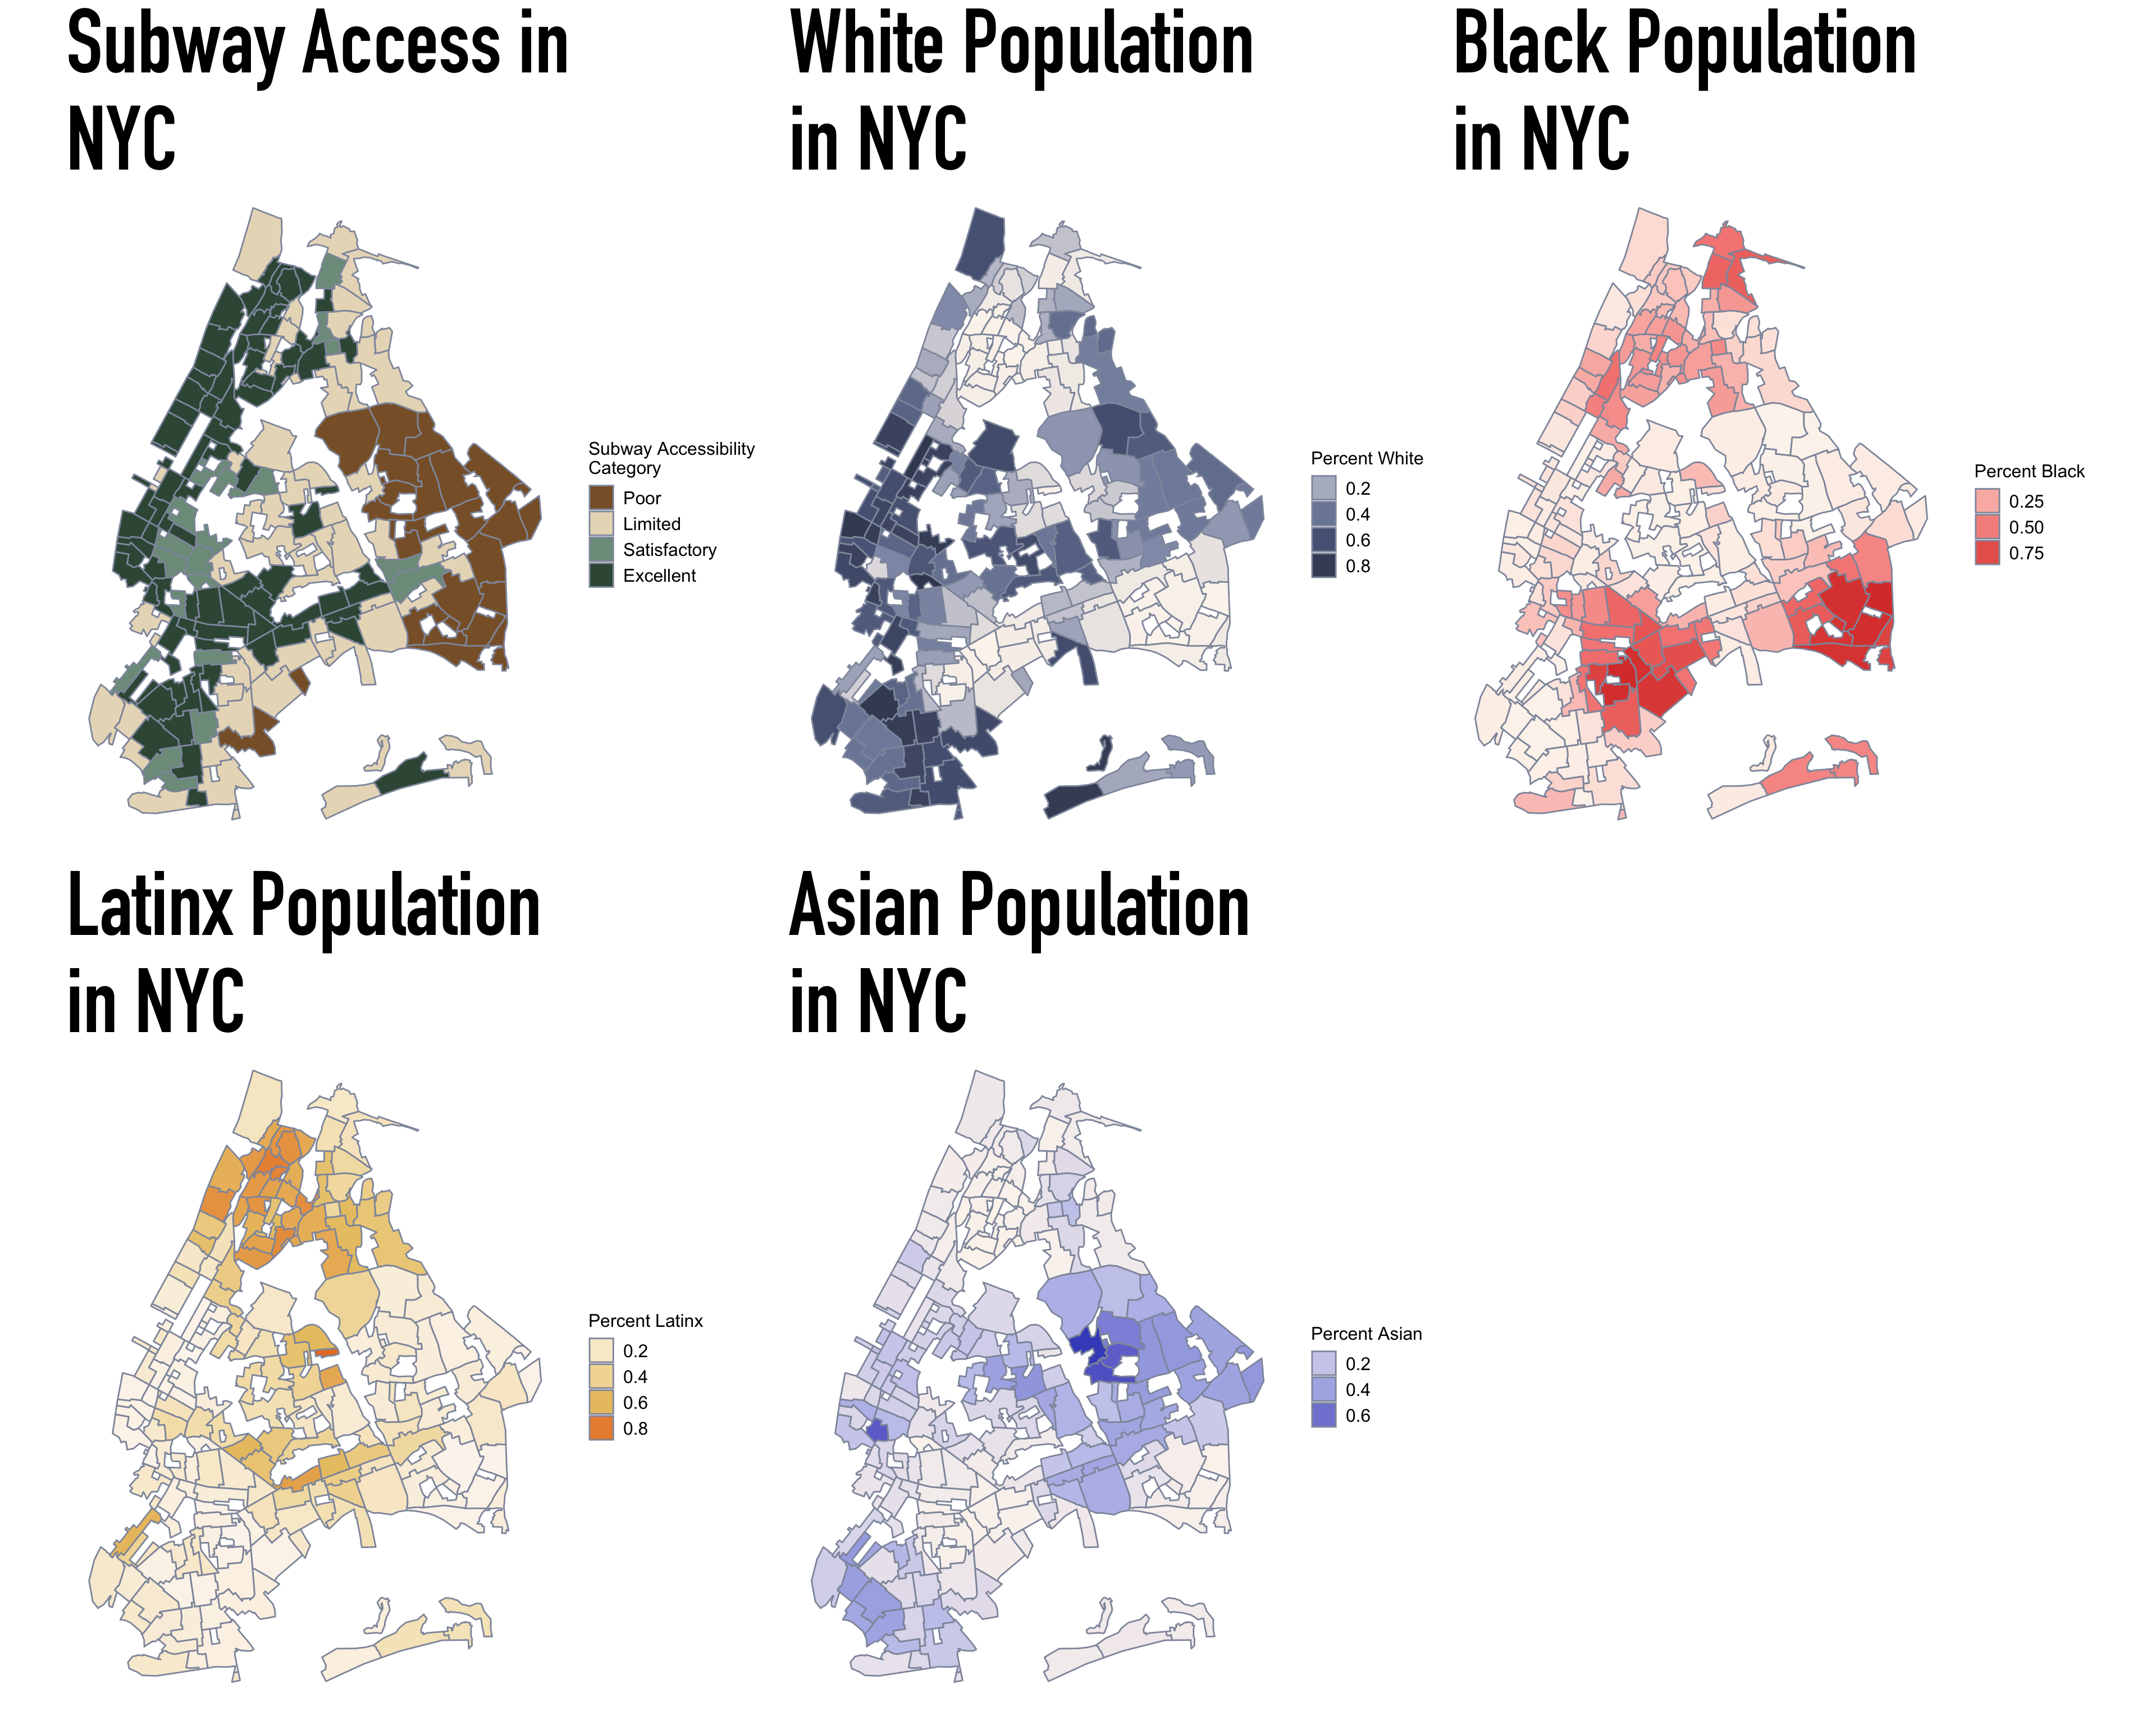 Subway Access in
NYC
Subway Accessibility
Category
Poor
Limited
Satisfactory
Excellent
White Population
in NYC
Percent White
0.2
0.4
0.6
0.8
Black Population
in NYC
Percent Black
0.25
0.50
0.75
Latinx Population
in NYC
Percent Latinx
0.2
0.4
0.6
0.8
Asian Population
in NYC
Percent Asian
0.2
0.4
0.6